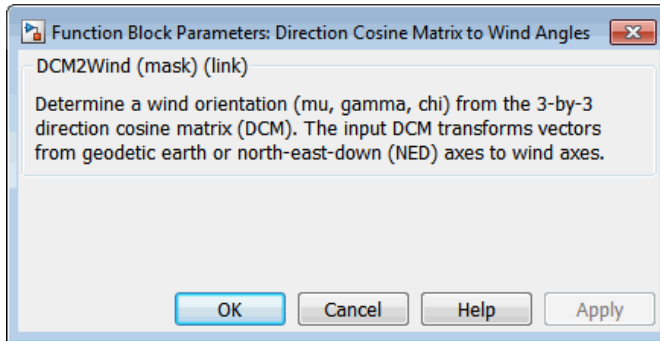 Function Block Parameters: Direction Cosine Matrix to Wind Angles
DCM2Wind (mask) (link)
Determine a wind orientation (mu, gamma, chi) from the 3-by-3
direction cosine matrix (DCM). The input DCM transforms vectors
from geodetic earth or north-east-down (NED) axes to wind axes.
OK Cancel Help Apply